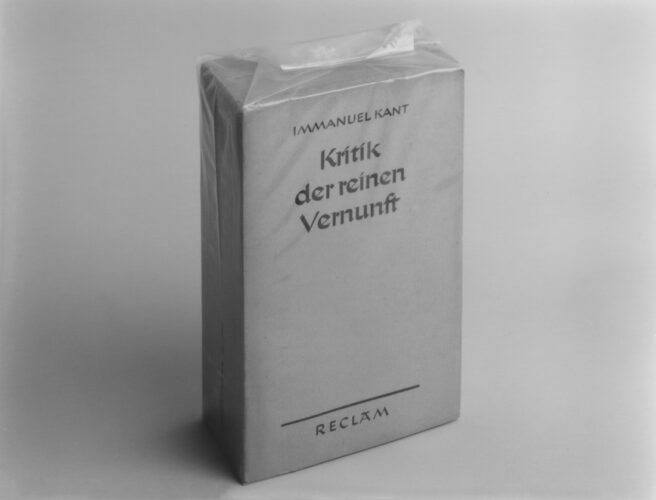 IMMANUEL KANT
Kritik
der reinen
Vernunft
RECLAM